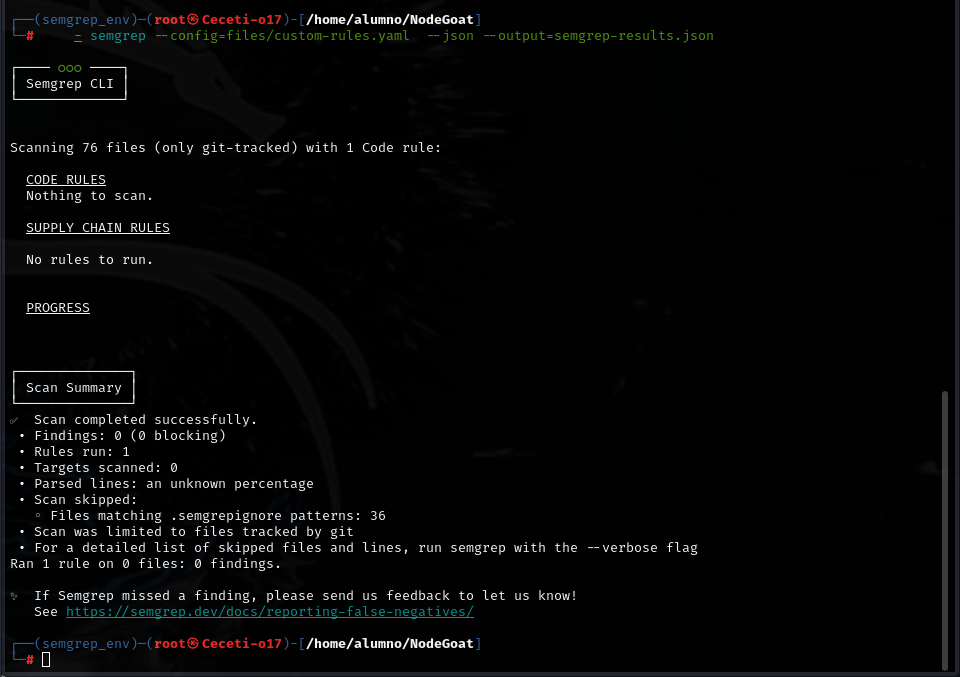 ┌──(semgrep_env)─(root㉿Ceceti-o17)-[/home/alumno/NodeGoat]
└─# _ semgrep --config=files/custom-rules.yaml  --json --output=semgrep-results.json
┌──── ○○○ ────┐
│ Semgrep CLI │
└─────────────┘
Scanning 76 files (only git-tracked) with 1 Code rule:
CODE RULES
Nothing to scan.
SUPPLY CHAIN RULES
No rules to run.
PROGRESS
┌──────────────┐
│ Scan Summary │
└──────────────┘
✅ Scan completed successfully.
• Findings: 0 (0 blocking)
• Rules run: 1
• Targets scanned: 0
• Parsed lines: an unknown percentage
• Scan skipped:
◦ Files matching .semgrepignore patterns: 36
• Scan was limited to files tracked by git
• For a detailed list of skipped files and lines, run semgrep with the --verbose flag
Ran 1 rule on 0 files: 0 findings.
✨ If Semgrep missed a finding, please send us feedback to let us know!
See https://semgrep.dev/docs/reporting-false-negatives/
┌──(semgrep_env)─(root㉿Ceceti-o17)-[/home/alumno/NodeGoat]
└─#